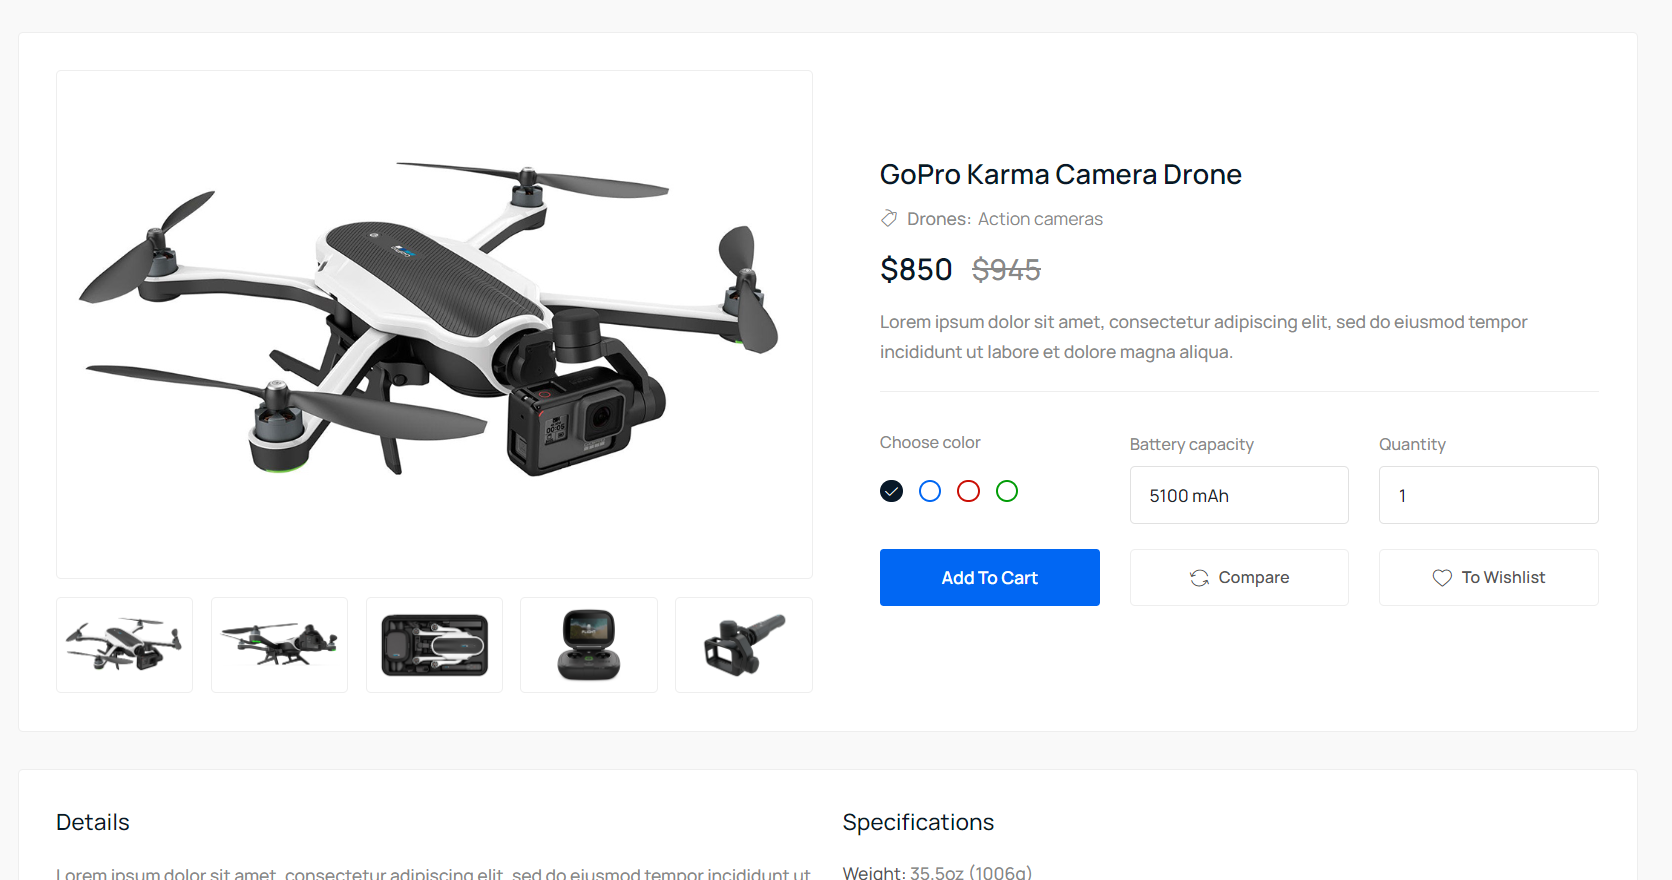 GoPro Karma Camera Drone
Drones: Action cameras
$850 $945
Lorem ipsum dolor sit amet, consectetur adipiscing elit, sed do eiusmod tempor
incididunt ut labore et dolore magna aliqua.
Choose color
Battery capacity
Quantity
5100 mAh
1
Add To Cart
Compare
To Wishlist
Details
Specifications
Lorem ipsum dolor sit amet, consectetur adipiscing elit, sed do eiusmod tempor incididunt ut
Weight: 35.5oz (1006g)